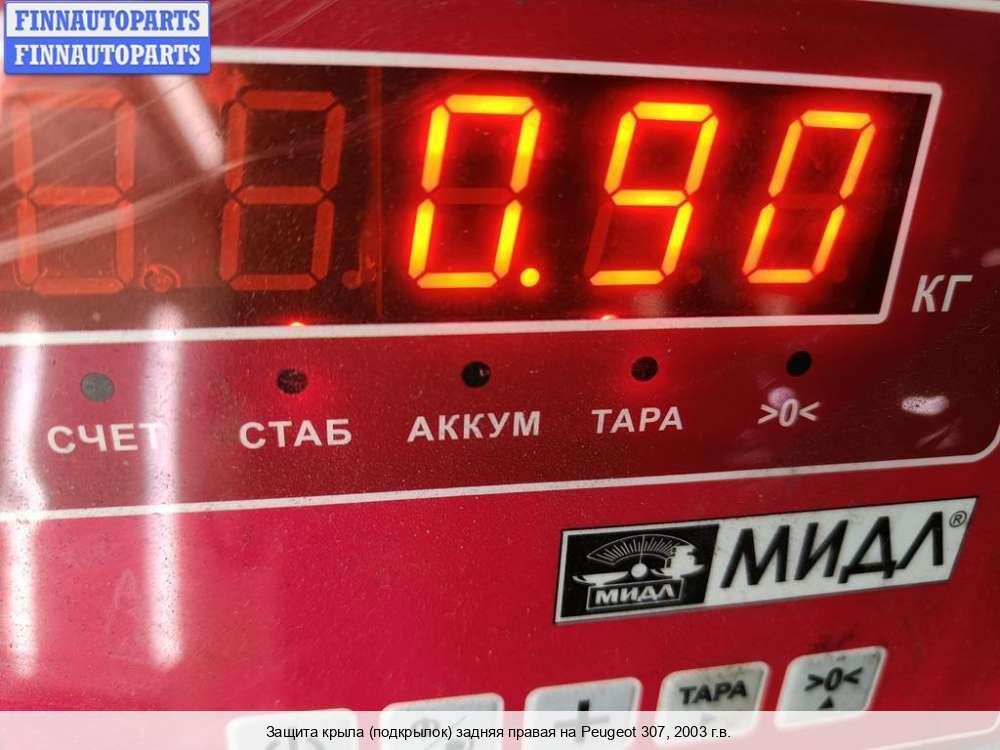 FINNAUTOPARTS
FINNAUTOPARTS
0.90
КГ
СЧЕТ СТАБ АККУМ ТАРА >0<
МИДЛ МИДЛ®
ТАРА >0<
Защита крыла (подкрылок) задняя правая на Peugeot 307, 2003 г.в.